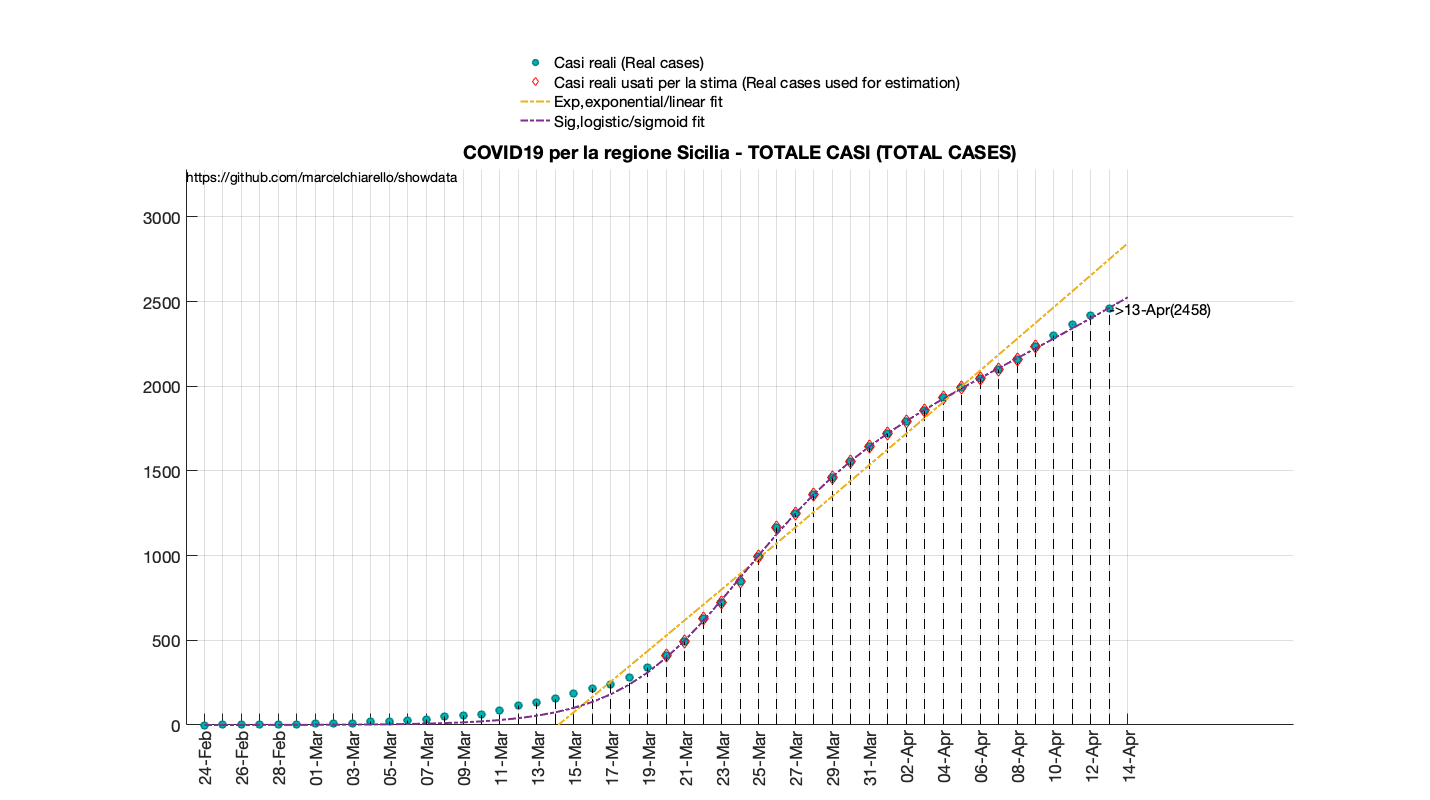 Casi reali (Real cases)
Casi reali usati per la stima (Real cases used for estimation)
Exp,exponential/linear fit
Sig,logistic/sigmoid fit
COVID19 per la regione Sicilia - TOTALE CASI (TOTAL CASES)
https://github.com/marcelchiarello/showdata
3000
2500
->13-Apr(2458)
2000
1500
1000
500
0
24-Feb
26-Feb
28-Feb
01-Mar
03-Mar
05-Mar
07-Mar
09-Mar
11-Mar
13-Mar
15-Mar
17-Mar
19-Mar
21-Mar
23-Mar
25-Mar
27-Mar
29-Mar
31-Mar
02-Apr
04-Apr
06-Apr
08-Apr
10-Apr
12-Apr
14-Apr